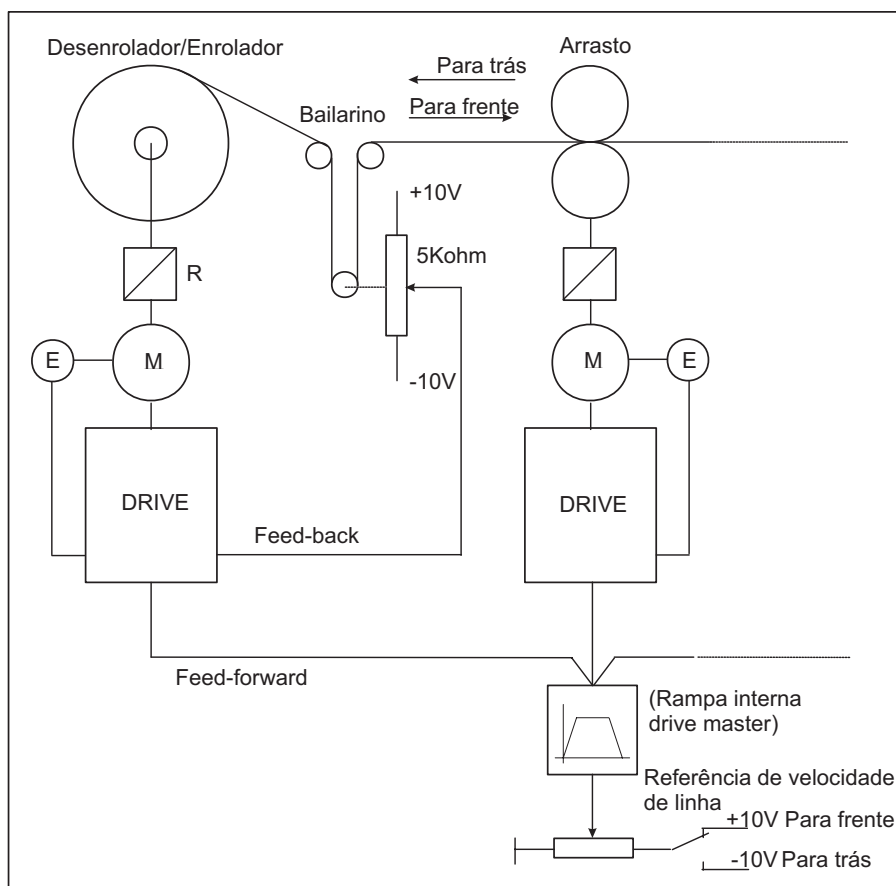 Desenrolador/Enrolador
Arrasto
Para trás
Bailarino
Para frente
+10V
5Kohm
R
E
M
-10V
M
E
DRIVE
DRIVE
Feed-back
Feed-forward
(Rampa interna
drive master)
Referência de velocidade
de linha
+10V Para frente
-10V Para trás